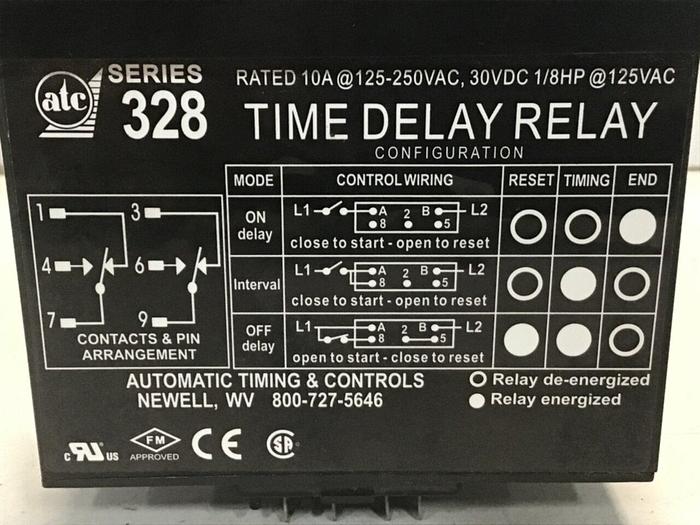 atc
SERIES
328
RATED 10A @125-250VAC, 30VDC 1/8HP @125VAC
TIME DELAY RELAY
CONFIGURATION
MODE CONTROL WIRING RESET TIMING END
ON delay L1 A 2 B L2
8 5
close to start - open to reset
Interval L1 A 2 B L2
8 5
close to start - open to reset
OFF delay L1 A 2 B L2
8 5
open to start - close to reset
1 3
4 6
7 9
CONTACTS & PIN
ARRANGEMENT
AUTOMATIC TIMING & CONTROLS
NEWELL, WV 800-727-5646
Relay de-energized
Relay energized
c RU US
FM
APPROVED
CE
SA